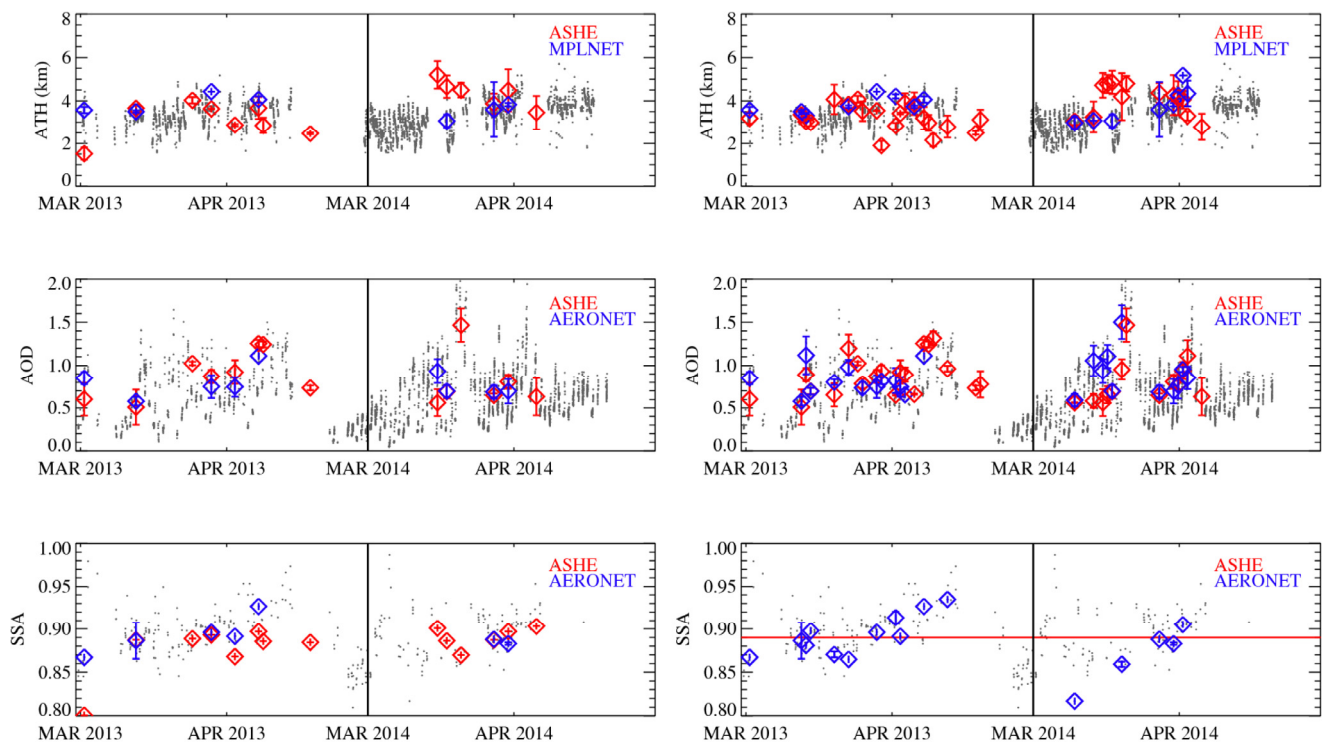 8
6
4
2
0
ATH (km)
ASHE
MPLNET
MAR 2013
APR 2013
MAR 2014
APR 2014
8
6
4
2
0
ATH (km)
ASHE
MPLNET
MAR 2013
APR 2013
MAR 2014
APR 2014
2.0
1.5
1.0
0.5
0.0
AOD
ASHE
AERONET
MAR 2013
APR 2013
MAR 2014
APR 2014
2.0
1.5
1.0
0.5
0.0
AOD
ASHE
AERONET
MAR 2013
APR 2013
MAR 2014
APR 2014
1.00
0.95
0.90
0.85
0.80
SSA
ASHE
AERONET
MAR 2013
APR 2013
MAR 2014
APR 2014
1.00
0.95
0.90
0.85
0.80
SSA
ASHE
AERONET
MAR 2013
APR 2013
MAR 2014
APR 2014